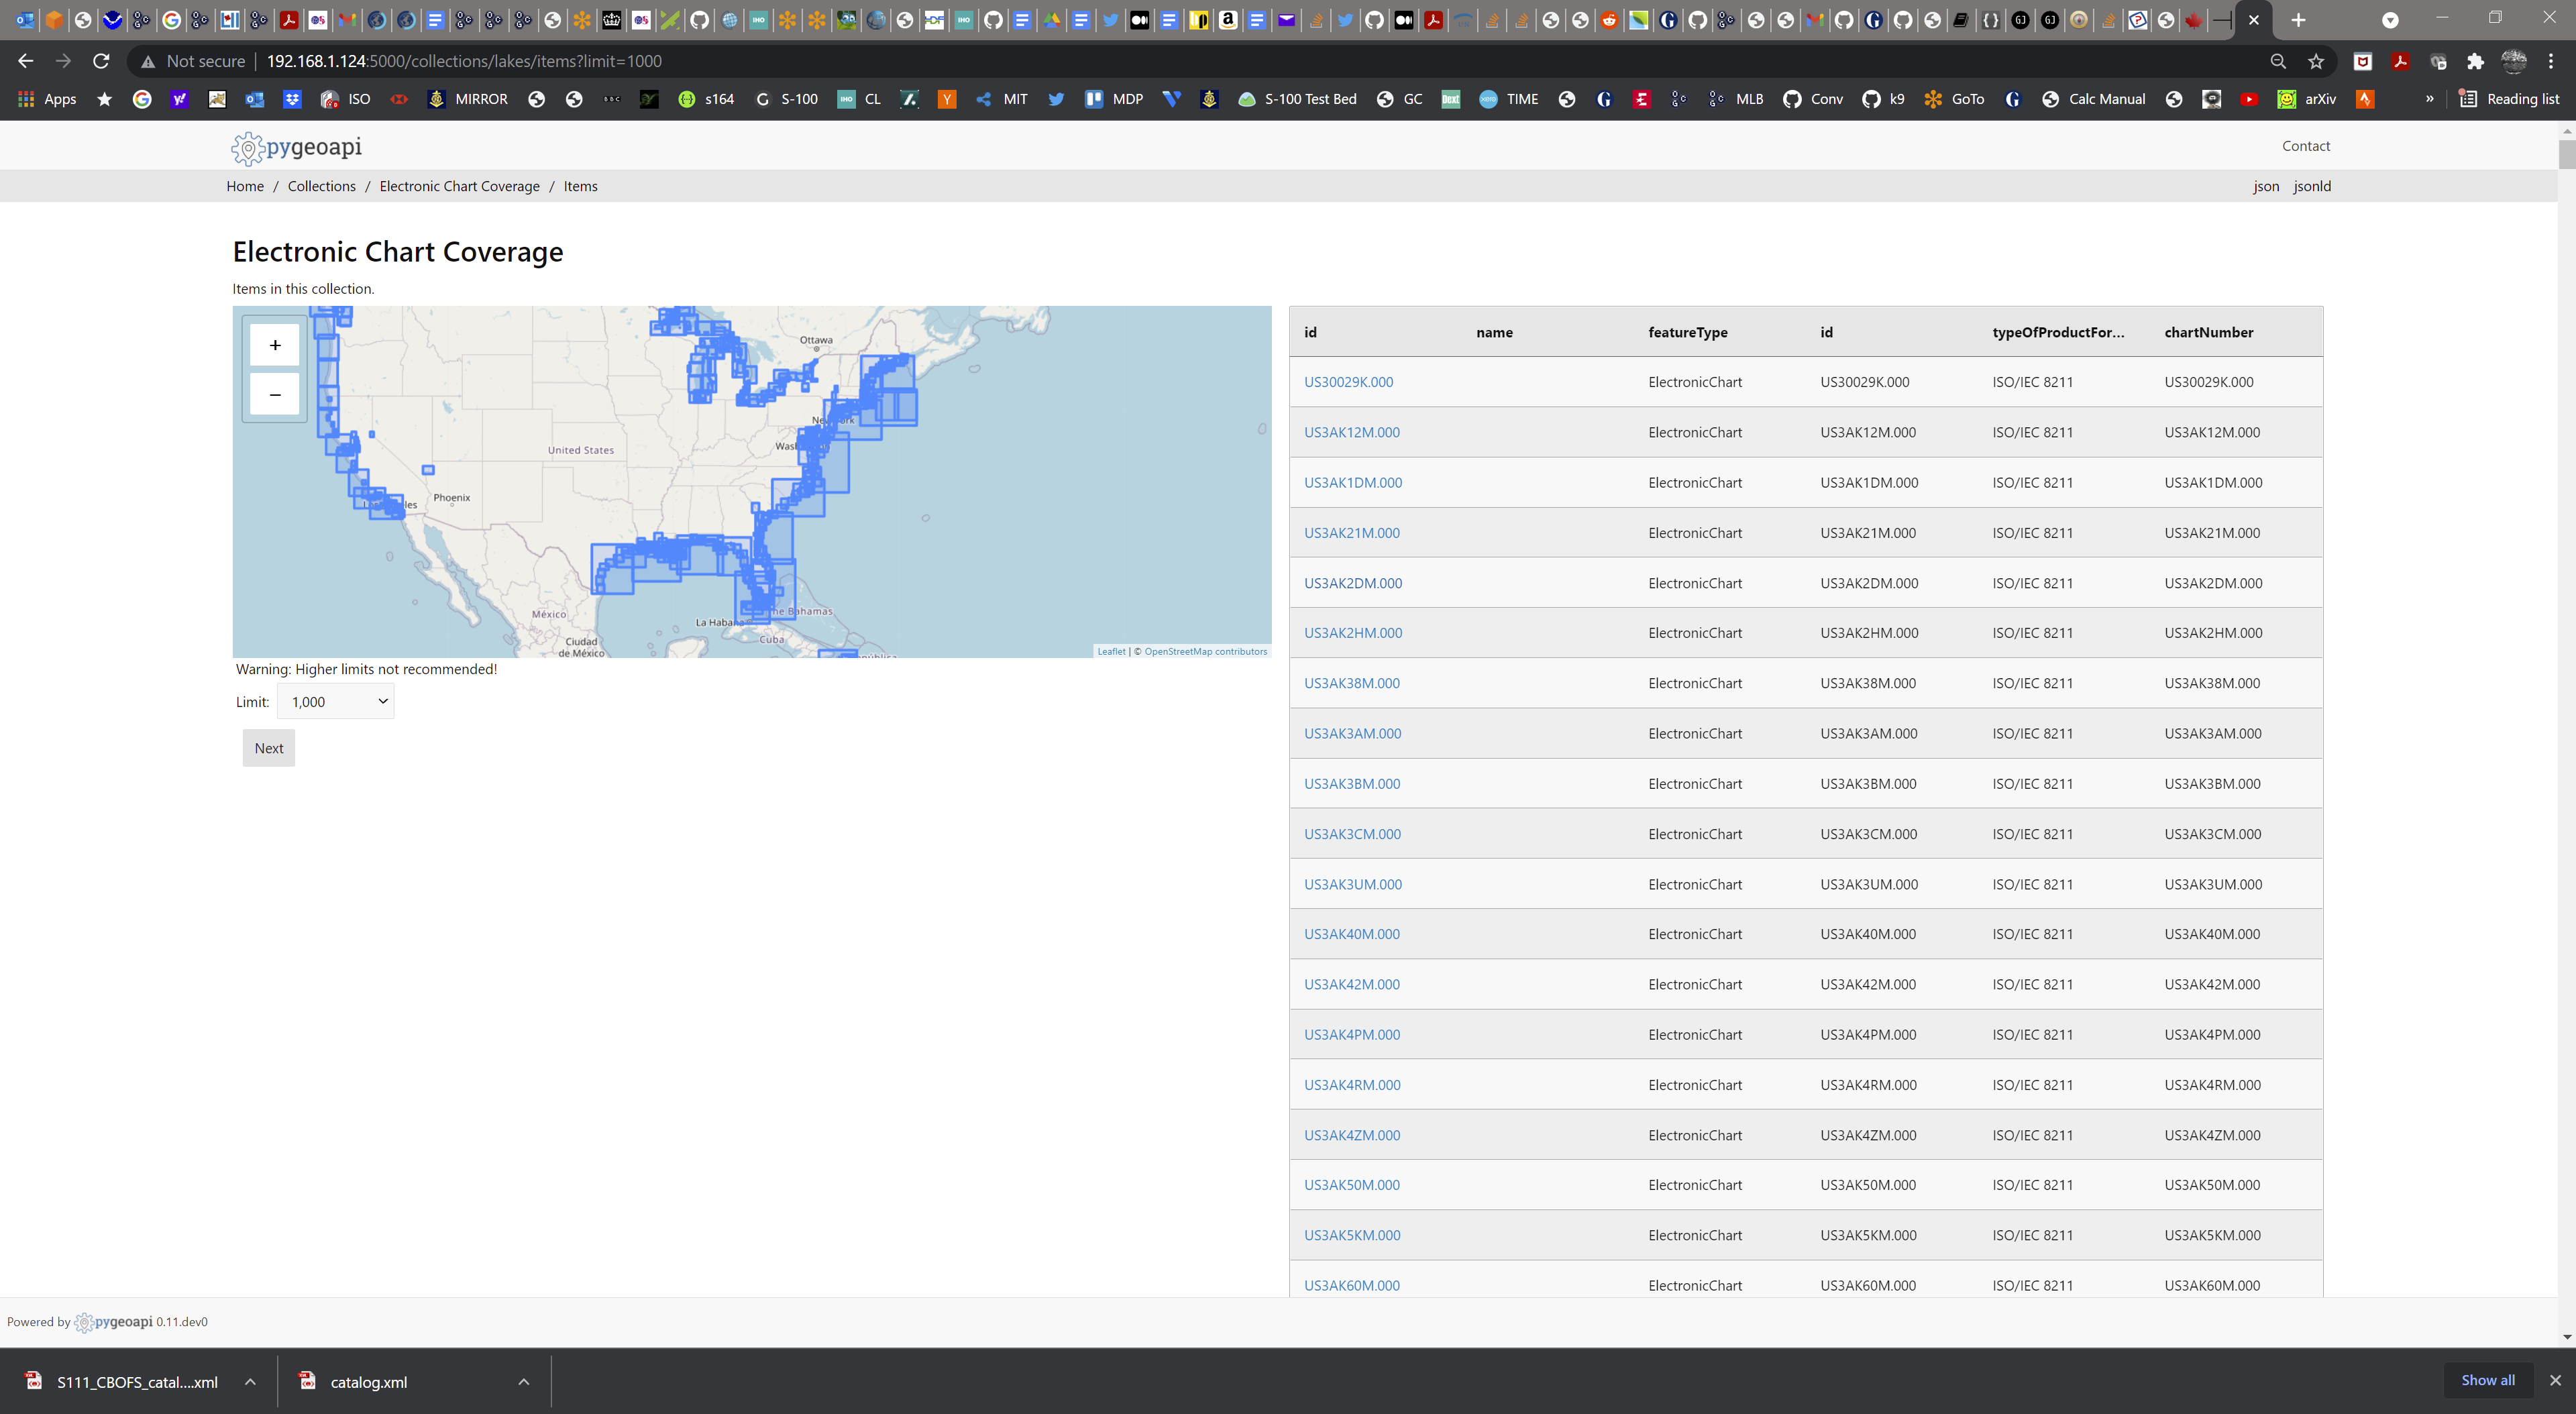 Not secure 192.168.1.124:5000/collections/lakes/items?limit=1000
Apps ISO MIRROR s164 S-100 CL MIT MDP S-100 Test Bed GC TIME MLB Conv k9 GoTo Calc Manual arXiv » Reading list
pygeoapi Contact
Home / Collections / Electronic Chart Coverage / Items json jsonld
Electronic Chart Coverage
Items in this collection.
+
−
Ottawa
United States
Phoenix
México
La Haban
he Bahamas
Ciudad
de México
Cuba
Leaflet | © OpenStreetMap contributors
Warning: Higher limits not recommended!
Limit: 1,000
Next
id name featureType id typeOfProductFor... chartNumber
US30029K.000 ElectronicChart US30029K.000 ISO/IEC 8211 US30029K.000
US3AK12M.000 ElectronicChart US3AK12M.000 ISO/IEC 8211 US3AK12M.000
US3AK1DM.000 ElectronicChart US3AK1DM.000 ISO/IEC 8211 US3AK1DM.000
US3AK21M.000 ElectronicChart US3AK21M.000 ISO/IEC 8211 US3AK21M.000
US3AK2DM.000 ElectronicChart US3AK2DM.000 ISO/IEC 8211 US3AK2DM.000
US3AK2HM.000 ElectronicChart US3AK2HM.000 ISO/IEC 8211 US3AK2HM.000
US3AK38M.000 ElectronicChart US3AK38M.000 ISO/IEC 8211 US3AK38M.000
US3AK3AM.000 ElectronicChart US3AK3AM.000 ISO/IEC 8211 US3AK3AM.000
US3AK3BM.000 ElectronicChart US3AK3BM.000 ISO/IEC 8211 US3AK3BM.000
US3AK3CM.000 ElectronicChart US3AK3CM.000 ISO/IEC 8211 US3AK3CM.000
US3AK3UM.000 ElectronicChart US3AK3UM.000 ISO/IEC 8211 US3AK3UM.000
US3AK40M.000 ElectronicChart US3AK40M.000 ISO/IEC 8211 US3AK40M.000
US3AK42M.000 ElectronicChart US3AK42M.000 ISO/IEC 8211 US3AK42M.000
US3AK4PM.000 ElectronicChart US3AK4PM.000 ISO/IEC 8211 US3AK4PM.000
US3AK4RM.000 ElectronicChart US3AK4RM.000 ISO/IEC 8211 US3AK4RM.000
US3AK4ZM.000 ElectronicChart US3AK4ZM.000 ISO/IEC 8211 US3AK4ZM.000
US3AK50M.000 ElectronicChart US3AK50M.000 ISO/IEC 8211 US3AK50M.000
US3AK5KM.000 ElectronicChart US3AK5KM.000 ISO/IEC 8211 US3AK5KM.000
US3AK60M.000 ElectronicChart US3AK60M.000 ISO/IEC 8211 US3AK60M.000
Powered by pygeoapi 0.11.dev0
S111_CBOFS_catal....xml catalog.xml Show all